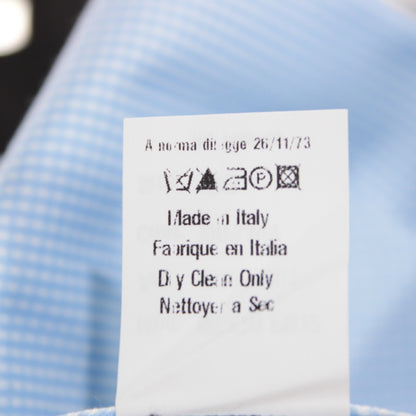 A norma di legge 26/11/73
P
Made in Italy
Fabrique en Italia
Dry Clean Only
Nettoyer a Sec